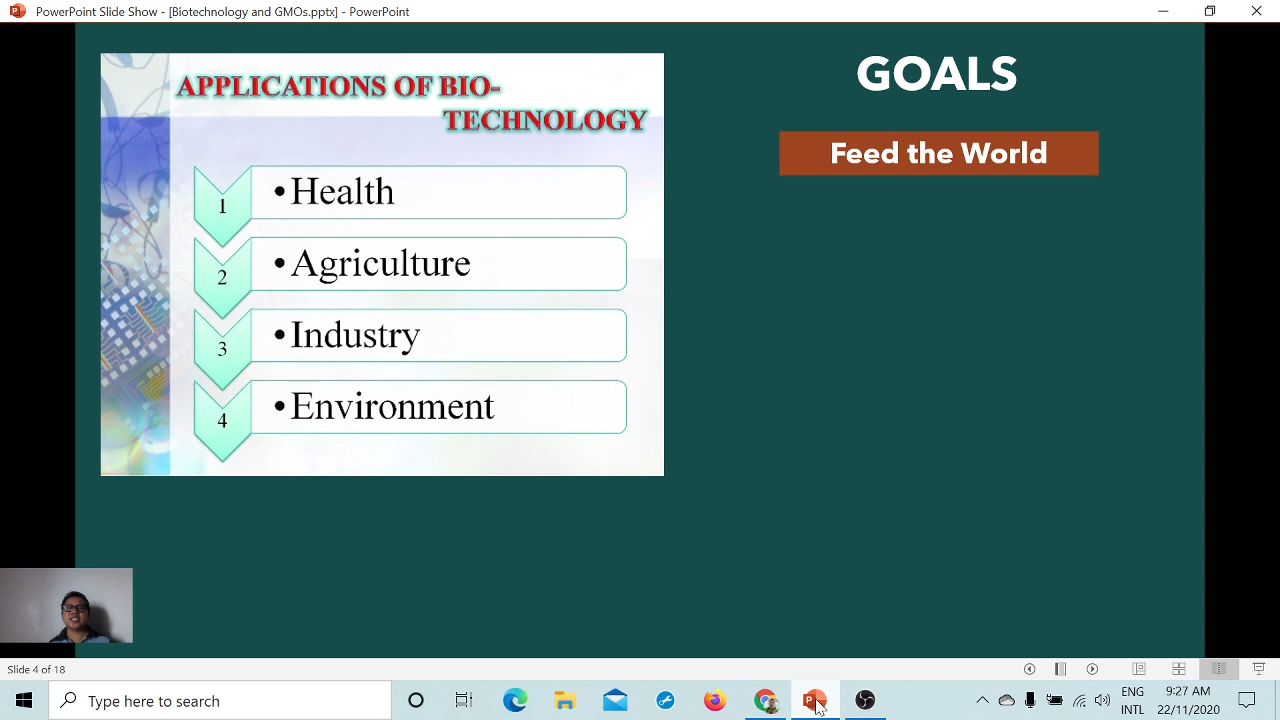 PowerPoint Slide Show - [Biotechnology and GMOs.pptx] - PowerPoint
APPLICATIONS OF BIO-
TECHNOLOGY
1
•Health
2
•Agriculture
3
•Industry
4
•Environment
GOALS
Feed the World
Slide 4 of 18
Type here to search
ENG
INTL
9:27 AM
22/11/2020